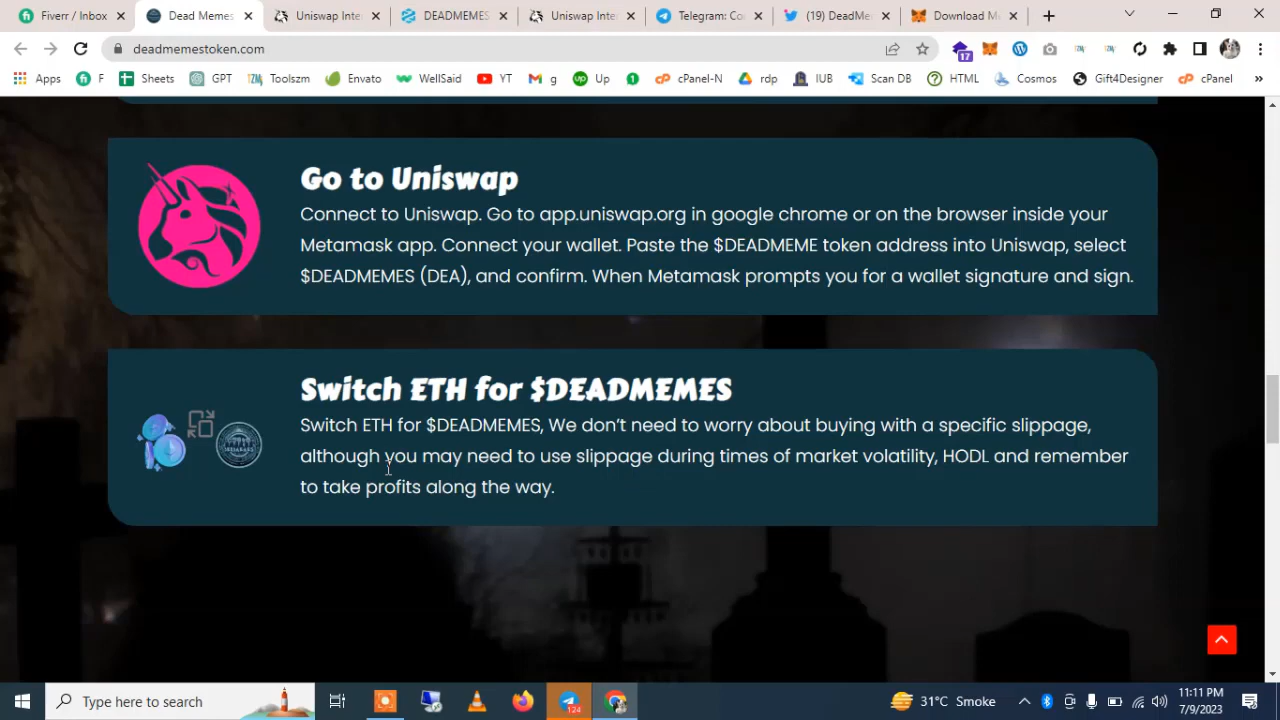 Fiverr / Inbox
Dead Memes
Uniswap Inte
DEADMEMES
Uniswap Inte
Telegram: Co
(19) DeadMe
Download M
deadmemestoken.com
17
Apps
F
Sheets
GPT
Toolszm
Envato
WellSaid
YT
g
Up
cPanel-N
rdp
IUB
Scan DB
HTML
Cosmos
Gift4Designer
cPanel
»
Go to Uniswap
Connect to Uniswap. Go to app.uniswap.org in google chrome or on the browser inside your
Metamask app. Connect your wallet. Paste the $DEADMEME token address into Uniswap, select
$DEADMEMES (DEA), and confirm. When Metamask prompts you for a wallet signature and sign.
Switch ETH for $DEADMEMES
Switch ETH for $DEADMEMES, We don't need to worry about buying with a specific slippage,
although you may need to use slippage during times of market volatility, HODL and remember
to take profits along the way.
Type here to search
124
31°C Smoke
11:11 PM
7/9/2023